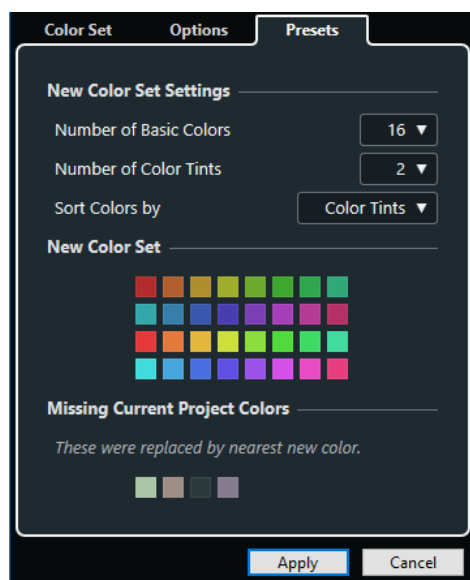 Color Set Options Presets
New Color Set Settings
Number of Basic Colors 16
Number of Color Tints 2
Sort Colors by Color Tints
New Color Set
Missing Current Project Colors
These were replaced by nearest new color.
Apply Cancel